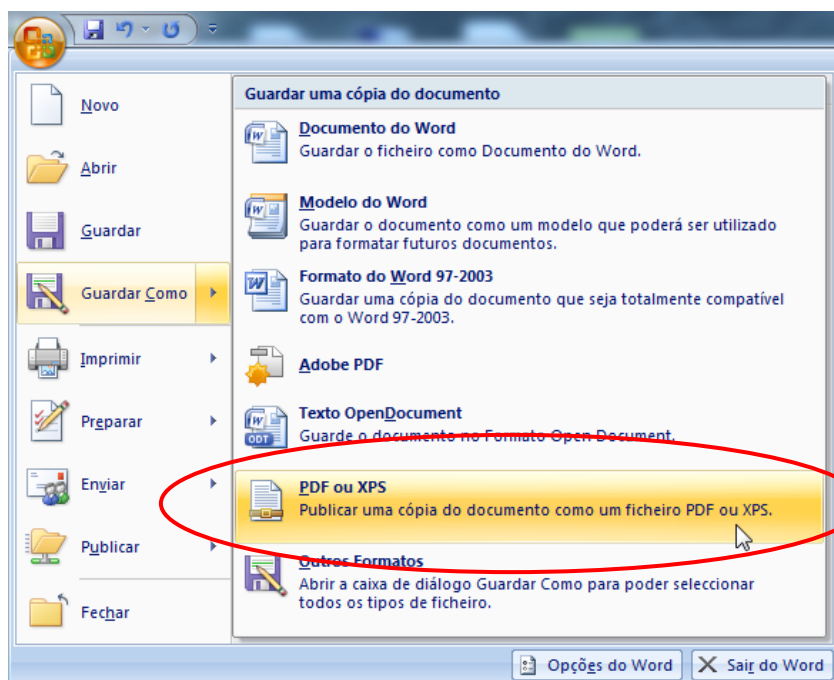 Novo
Abrir
Guardar
Guardar Como
Imprimir
Preparar
Enviar
Publicar
Fechar
Guardar uma cópia do documento
Documento do Word
Guardar o ficheiro como Documento do Word.
Modelo do Word
Guardar o documento como um modelo que poderá ser utilizado
para formatar futuros documentos.
Formato do Word 97-2003
Guardar uma cópia do documento que seja totalmente compatível
com o Word 97-2003.
Adobe PDF
Texto OpenDocument
ODT
Guarde o documento no Formato Open Document.
PDF ou XPS
Publicar uma cópia do documento como um ficheiro PDF ou XPS.
Outros Formatos
Abrir a caixa de diálogo Guardar Como para poder seleccionar
todos os tipos de ficheiro.
Opções do Word
Sair do Word